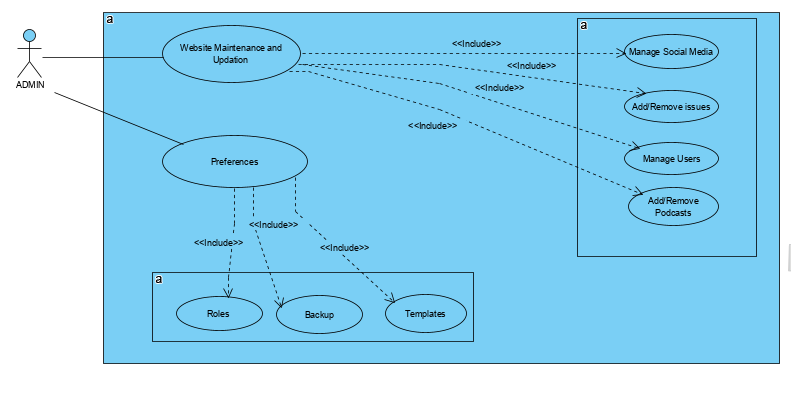 a
a
Website Maintenance and
Updation
<<Include>>
Manage Social Media
<<Include>>
ADMIN
<<Include>>
Add/Remove issues
<<Include>>
Preferences
Manage Users
Add/Remove
Podcasts
<<Include>>
<<Include>>
<<Include>>
a
Roles
Backup
Templates